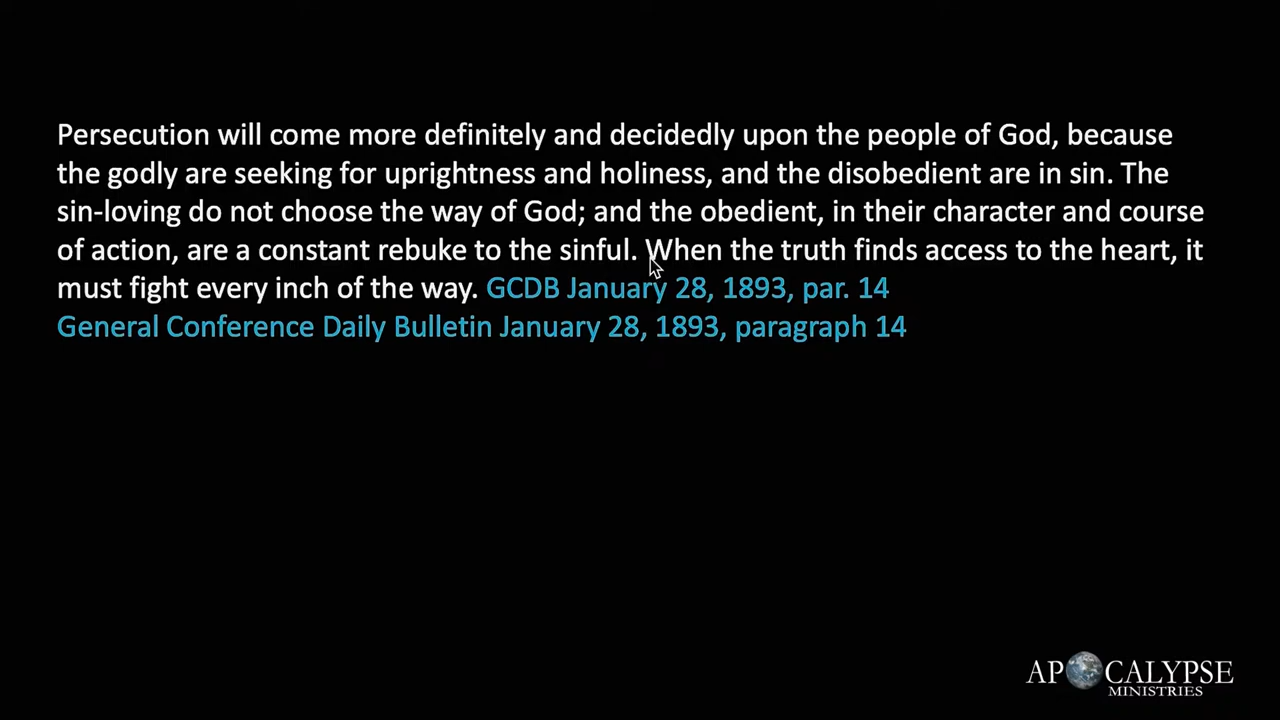 Persecution will come more definitely and decidedly upon the people of God, because
the godly are seeking for uprightness and holiness, and the disobedient are in sin. The
sin-loving do not choose the way of God; and the obedient, in their character and course
of action, are a constant rebuke to the sinful. When the truth finds access to the heart, it
must fight every inch of the way. GCDB January 28, 1893, par. 14
General Conference Daily Bulletin January 28, 1893, paragraph 14
APOCALYPSE
MINISTRIES